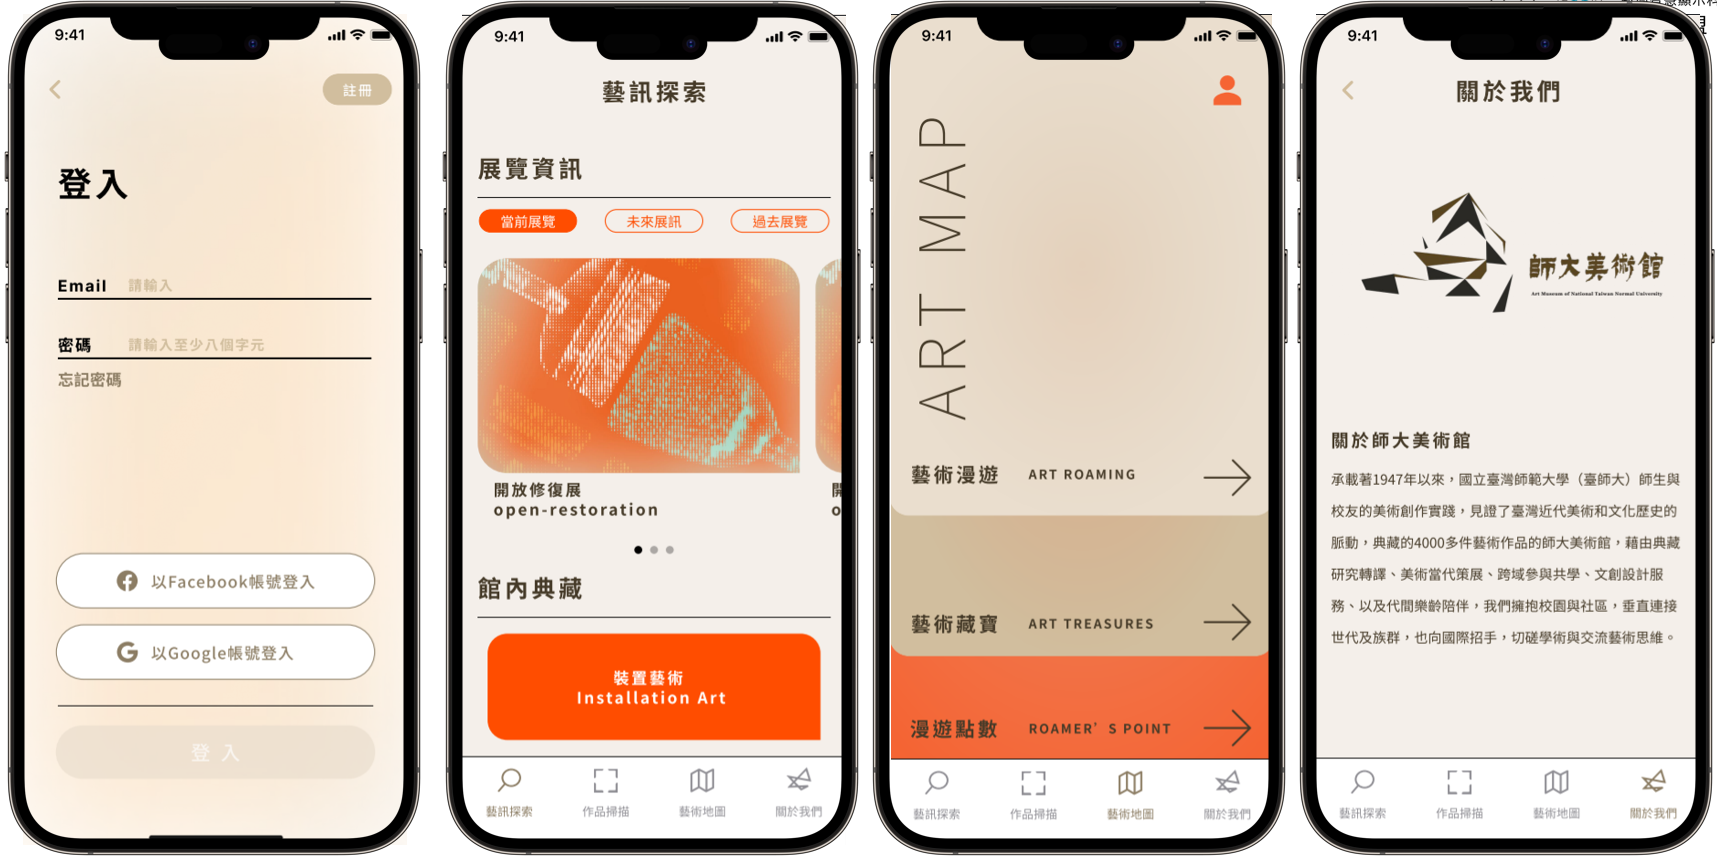 9:41
註冊
登入
Email 請輸入
密碼 請輸入至少八個字元
忘記密碼
以Facebook帳號登入
以Google帳號登入
登 入
9:41
藝訊探索
展覽資訊
當前展覽 未來展訊 過去展覽
開放修復展
open-restoration
館內典藏
裝置藝術
Installation Art
藝訊探索 作品掃描 藝術地圖 關於我們
9:41
ART MAP
藝術漫遊 ART ROAMING
藝術藏寶 ART TREASURES
漫遊點數 ROAMER’S POINT
藝訊探索 作品掃描 藝術地圖 關於我們
9:41
關於我們
師大美術館
Art Museum of National Taiwan Normal University
關於師大美術館
承載著1947年以來，國立臺灣師範大學（臺師大）師生與
校友的美術創作實踐，見證了臺灣近代美術和文化歷史的
脈動，典藏的4000多件藝術作品的師大美術館，藉由典藏
研究轉譯、美術當代策展、跨域參與共學、文創設計服
務、以及代間樂齡陪伴，我們擁抱校園與社區，垂直連接
世代及族群，也向國際招手，切磋學術與交流藝術思維。
藝訊探索 作品掃描 藝術地圖 關於我們